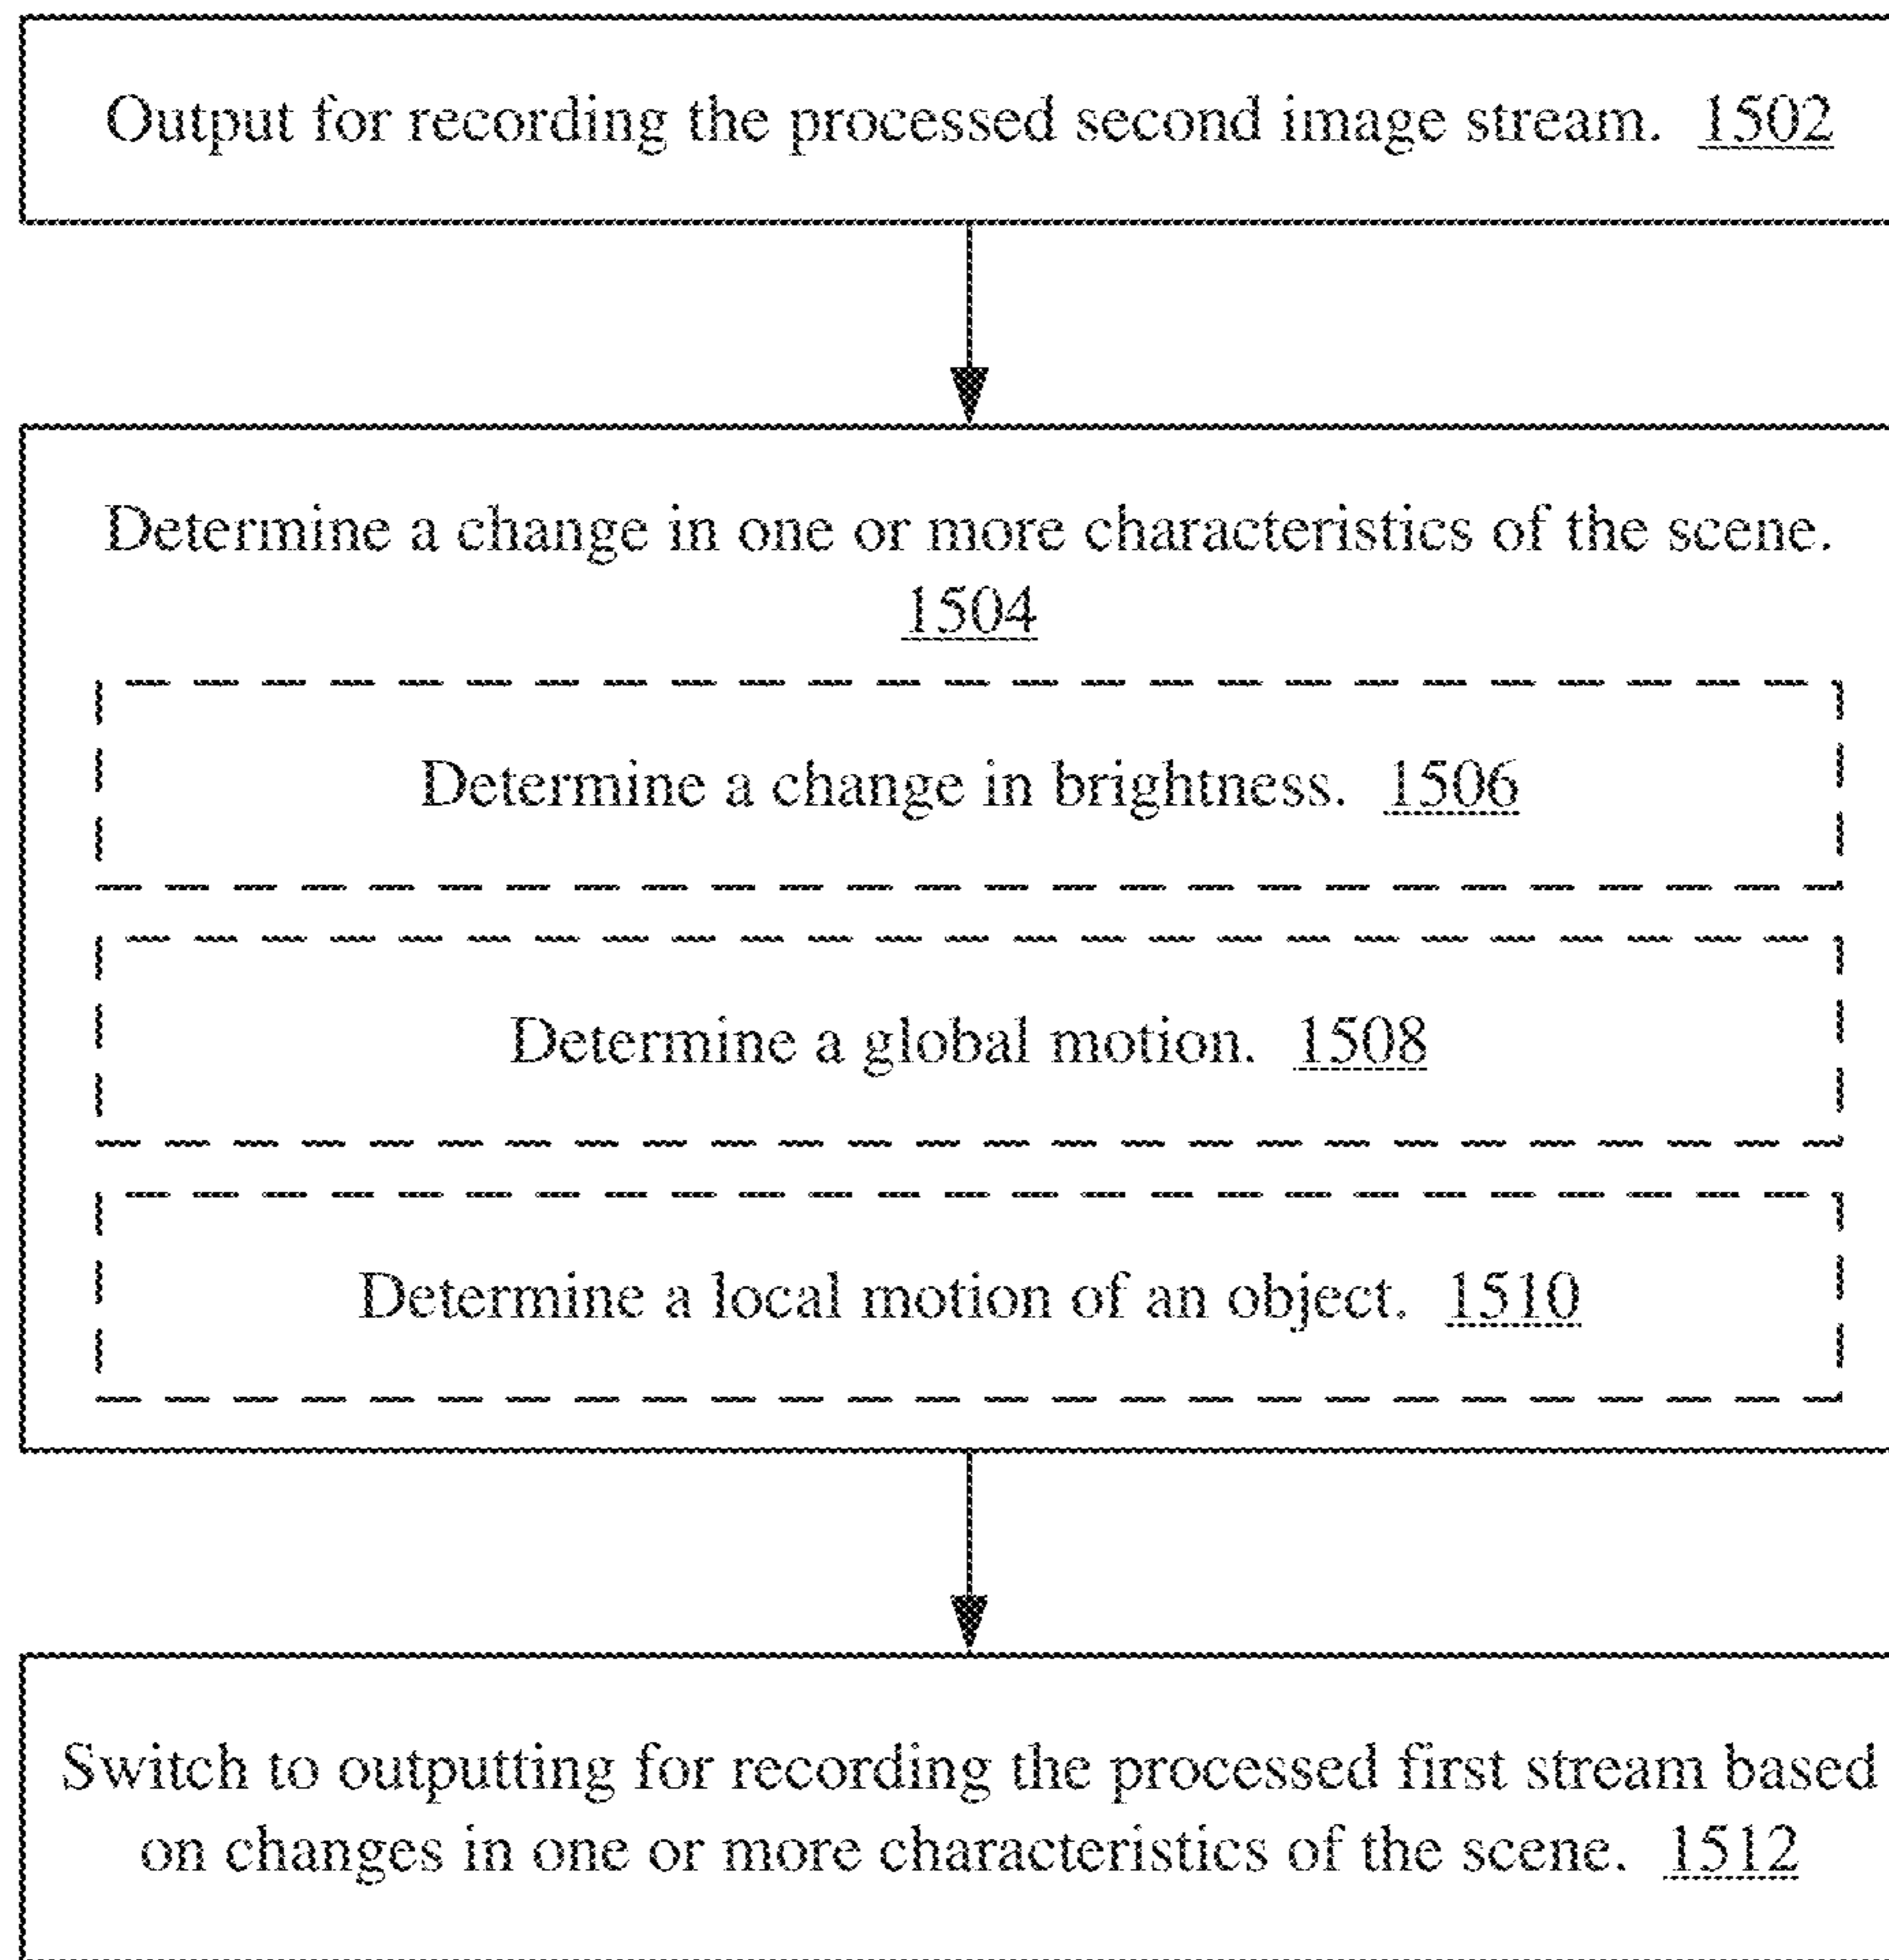 Output for recording the processed second image stream. 1502
Determine a change in one or more characteristics of the scene.
1504
Determine a change in brightness. 1506
Determine a global motion. 1508
Determine a local motion of an object. 1510
Switch to outputting for recording the processed first stream based
on changes in one or more characteristics of the scene. 1512